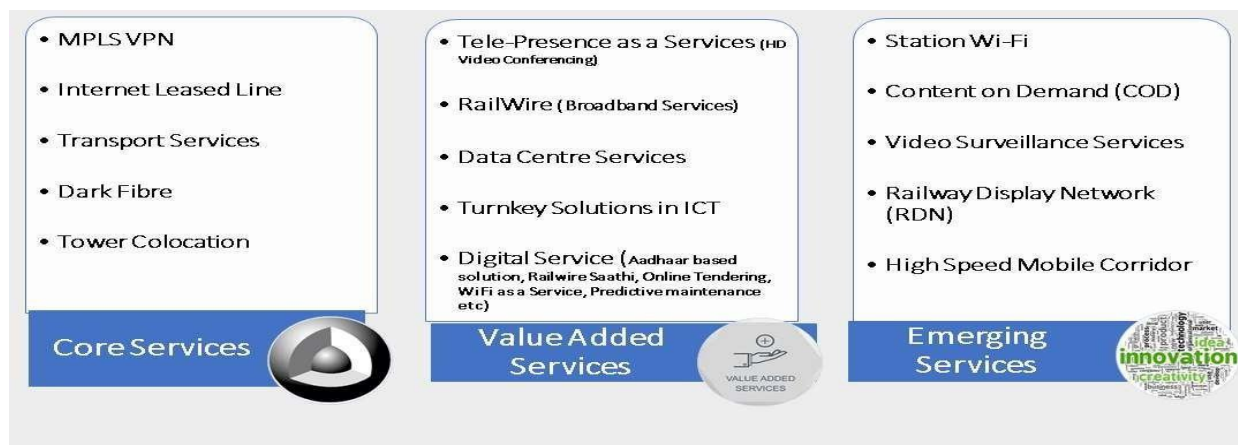 • MPLS VPN
• Internet Leased Line
• Transport Services
• Dark Fibre
• Tower Colocation
Core Services
• Tele-Presence as a Services (HD
Video Conferencing)
• RailWire (Broadband Services)
• Data Centre Services
• Turnkey Solutions in ICT
• Digital Service (Aadhaar based
solution, Railwire Saathi, Online Tendering,
WiFi as a Service, Predictive maintenance
etc)
Value Added
Services
VALUE ADDED
SERVICES
• Station Wi-Fi
• Content on Demand (COD)
• Video Surveillance Services
• Railway Display Network
(RDN)
• High Speed Mobile Corridor
Emerging
Services
technology
market
idea
innovation
creativity
business